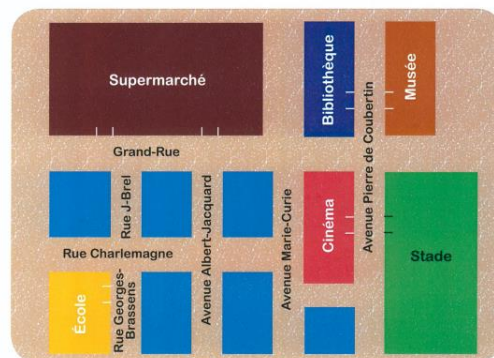 Supermarché
Bibliothèque
Musée
Grand-Rue
Avenue Pierre de Coubertin
Rue J-Brel
Avenue Albert-Jacquard
Avenue Marie-Curie
Cinéma
Stade
Rue Charlemagne
École
Rue Georges-
Brassens